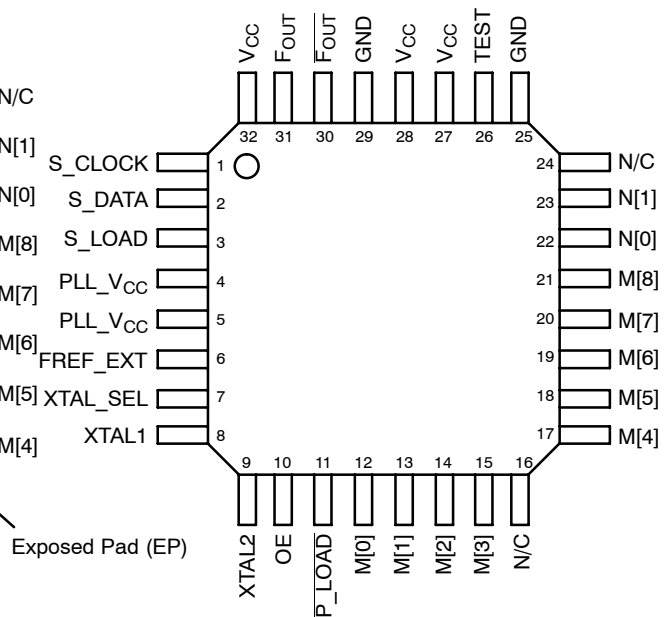 N/C
N[1]
N[0]
M[8]
M[7]
M[6]
M[5]
M[4]
Exposed Pad (EP)
VCC
FOUT
FOUT
GND
VCC
VCC
TEST
GND
32
31
30
29
28
27
26
25
S_CLOCK 1
S_DATA 2
S_LOAD 3
PLL_VCC 4
PLL_VCC 5
FREF_EXT 6
XTAL_SEL 7
XTAL1 8
24 N/C
23 N[1]
22 N[0]
21 M[8]
20 M[7]
19 M[6]
18 M[5]
17 M[4]
9
10
11
12
13
14
15
16
XTAL2
OE
P_LOAD
M[0]
M[1]
M[2]
M[3]
N/C